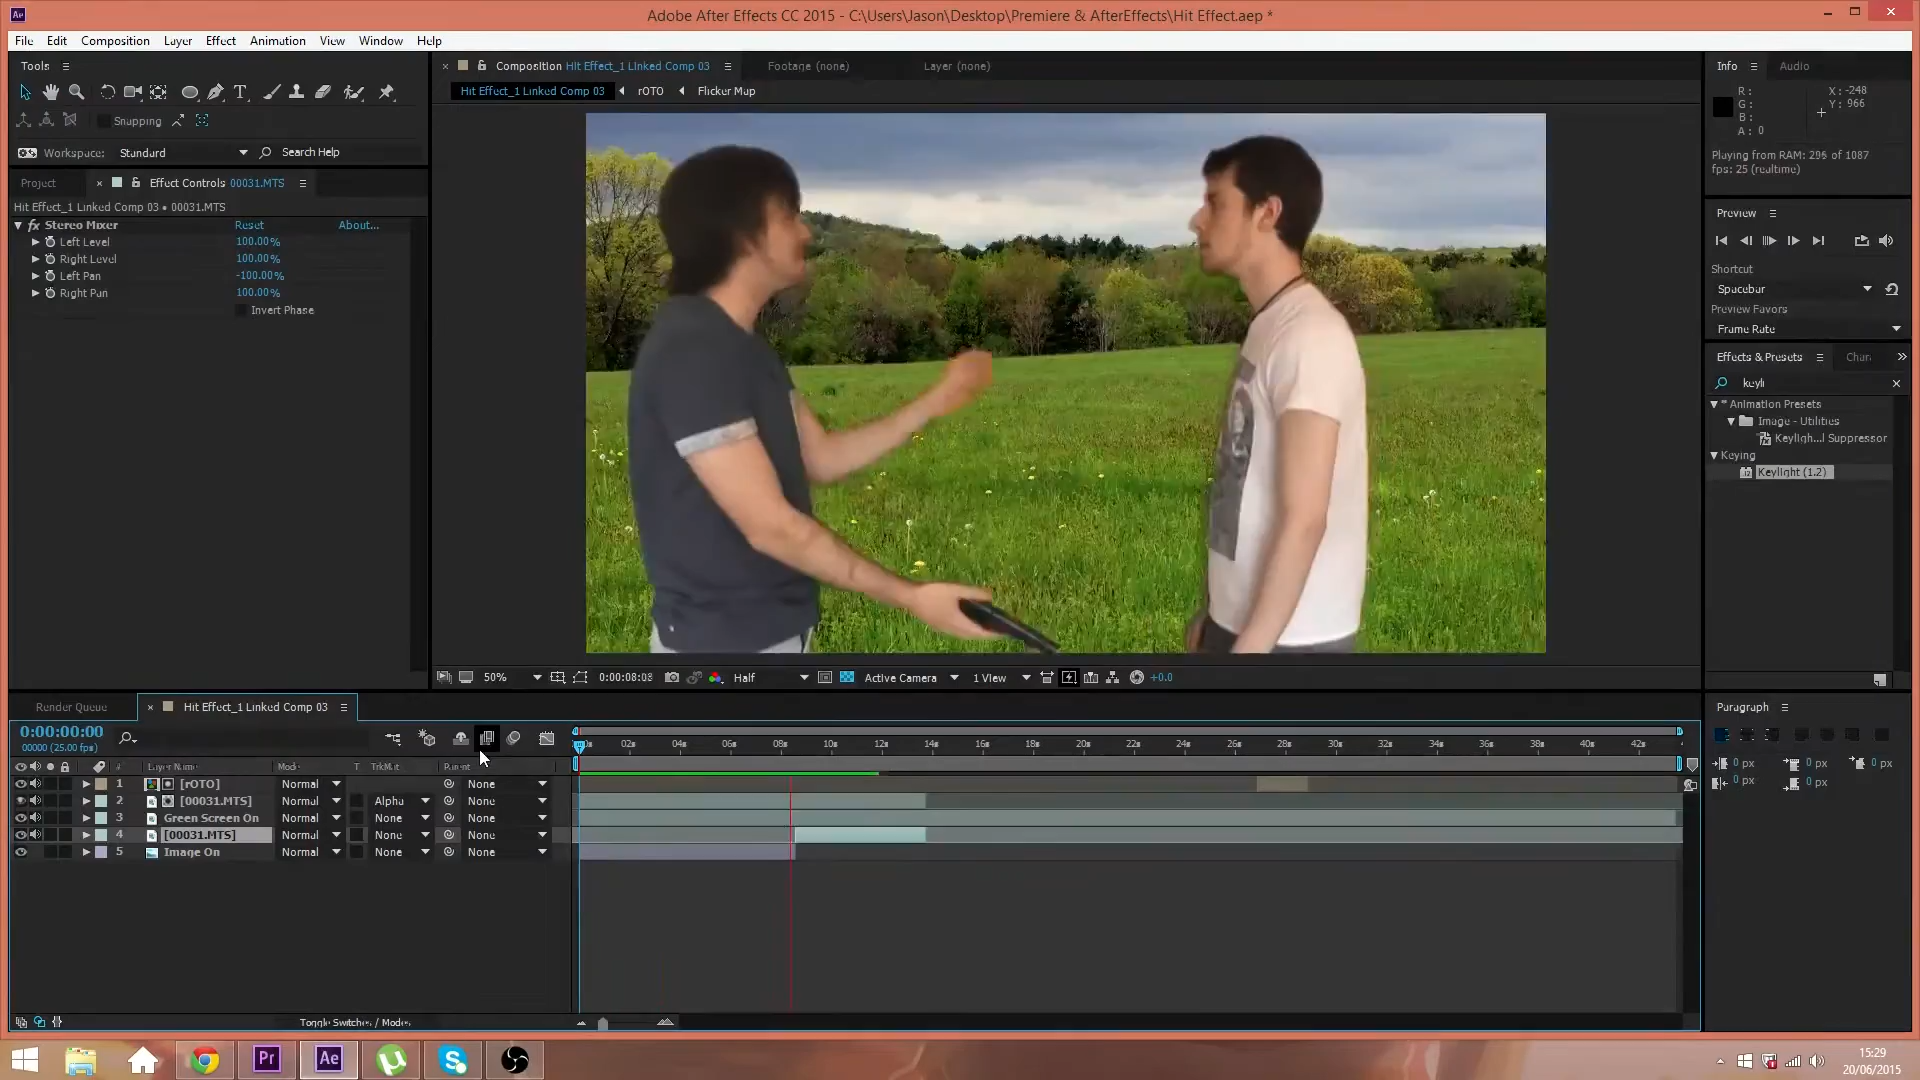 Adobe After Effects CC 2015 - C:\Users\Jason\Desktop\Premiere & AfterEffects\Hit Effect.aep *
File Edit Composition Layer Effect Animation View Window Help
Tools
Snapping
Workspace: Standard Search Help
Project Effect Controls 00031.MTS
Hit Effect_1 Linked Comp 03 • 00031.MTS
fx Stereo Mixer Reset About...
Left Level 100.00%
Right Level 100.00%
Left Pan -100.00%
Right Pan 100.00%
Invert Phase
Composition Hit Effect_1 Linked Comp 03 Footage (none) Layer (none)
Hit Effect_1 Linked Comp 03 rOTO Flicker Map
50% 0:00:08:08 Half Active Camera 1 View +0.0
Info Audio
R : X : -248
G : Y : 966
B :
A : 0
Playing from RAM: 296 of 1087
fps: 25 (realtime)
Preview
Shortcut
Spacebar
Preview Favors
Frame Rate
Effects & Presets Char
keyli
* Animation Presets
Image - Utilities
Keyligh...l Suppressor
Keying
Keylight (1.2)
Render Queue Hit Effect_1 Linked Comp 03
0:00:00:00
00000 (25.00 fps)
02s 04s 06s 08s 10s 12s 14s 16s 18s 20s 22s 24s 26s 28s 30s 32s 34s 36s 38s 40s 42s
# Layer Name Mode T TrkMat Parent
1 [rOTO] Normal None
2 [00031.MTS] Normal Alpha None
3 Green Screen On Normal None None
4 [00031.MTS] Normal None None
5 Image On Normal None None
Toggle Switches / Modes
Paragraph
0 px 0 px 0 px
0 px 0 px
Pr Ae
15:29
20/06/2015